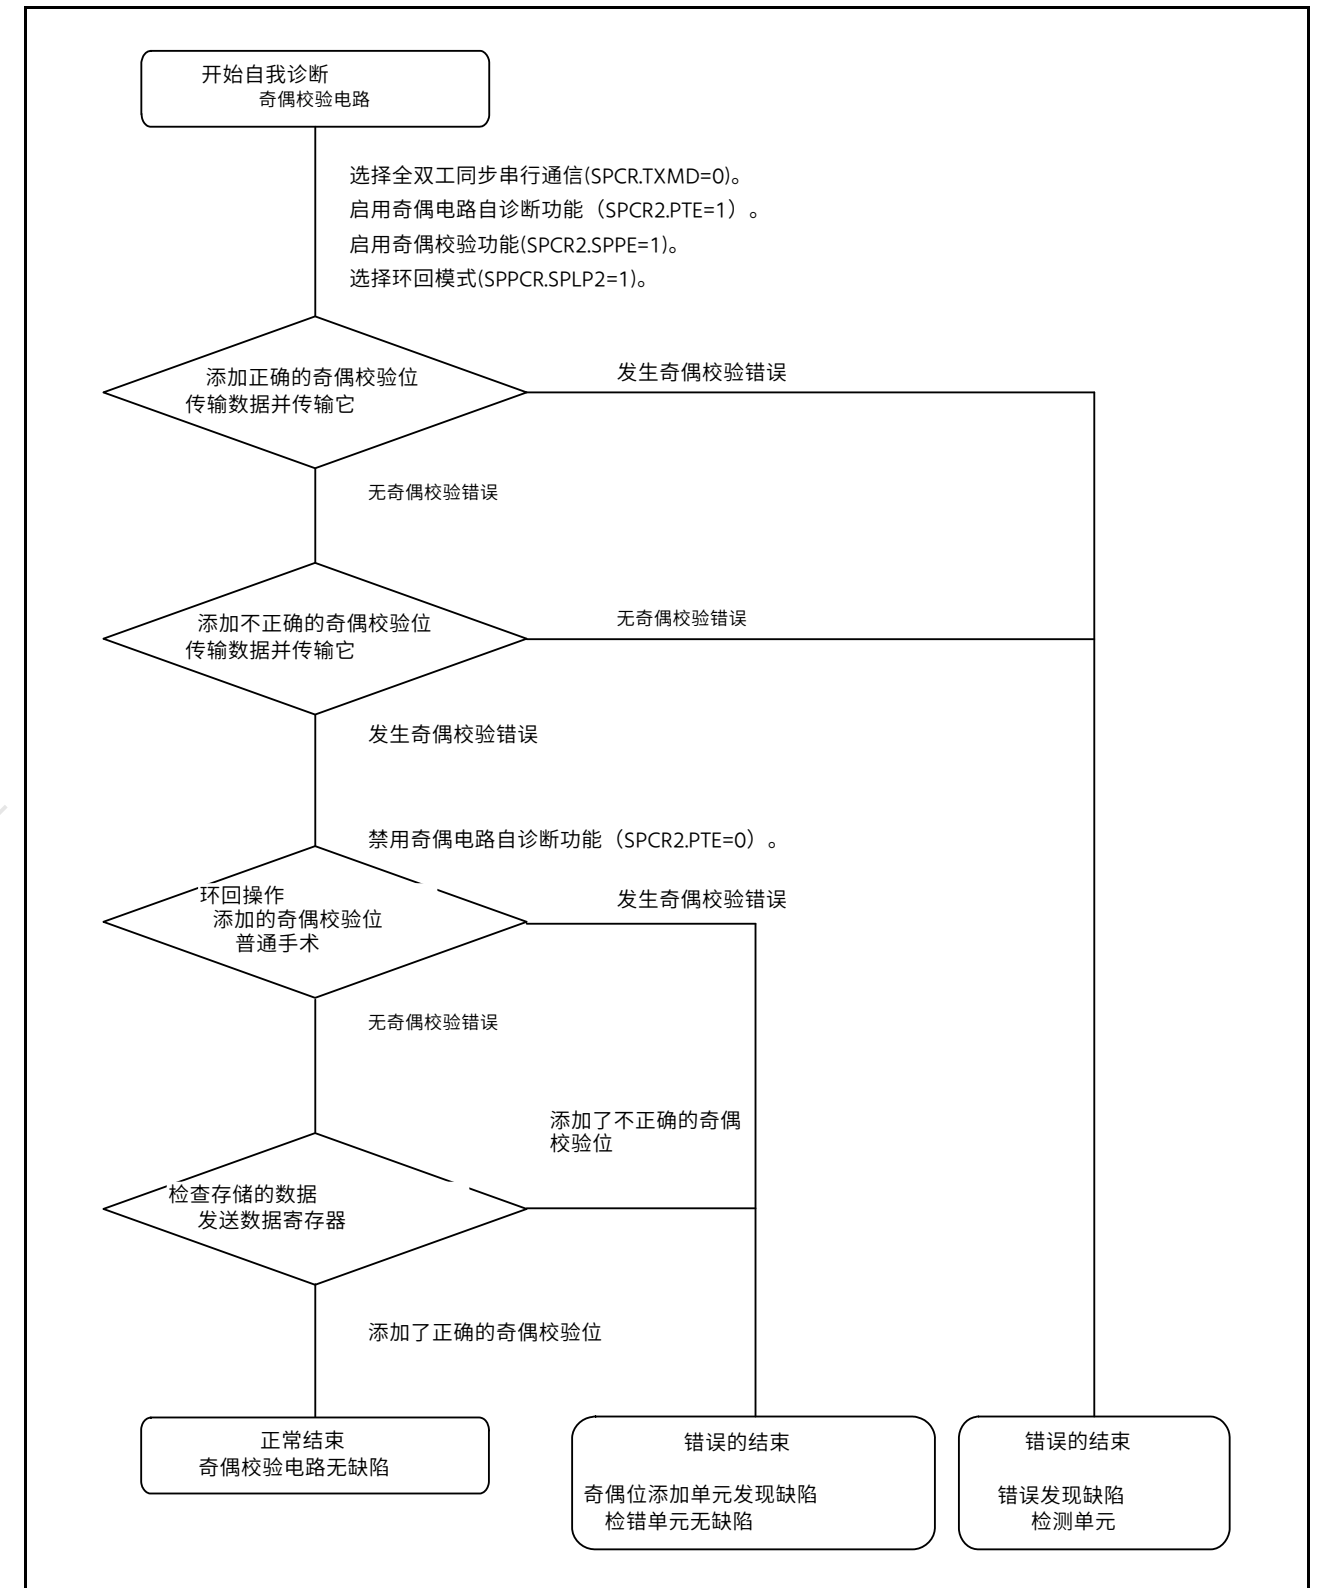 开始自我诊断
奇偶校验电路
选择全双工同步串行通信(SPCR.TXMD=0)。
启用奇偶电路自诊断功能（SPCR2.PTE=1）。
启用奇偶校验功能(SPCR2.SPPE=1)。
选择环回模式(SPPCR.SPLP2=1)。
添加正确的奇偶校验位
传输数据并传输它
发生奇偶校验错误
无奇偶校验错误
添加不正确的奇偶校验位
传输数据并传输它
无奇偶校验错误
发生奇偶校验错误
禁用奇偶电路自诊断功能（SPCR2.PTE=0）。
环回操作
添加的奇偶校验位
普通手术
发生奇偶校验错误
无奇偶校验错误
添加了不正确的奇偶
校验位
检查存储的数据
发送数据寄存器
添加了正确的奇偶校验位
正常结束
奇偶校验电路无缺陷
错误的结束
奇偶位添加单元发现缺陷
检错单元无缺陷
错误的结束
错误发现缺陷
检测单元